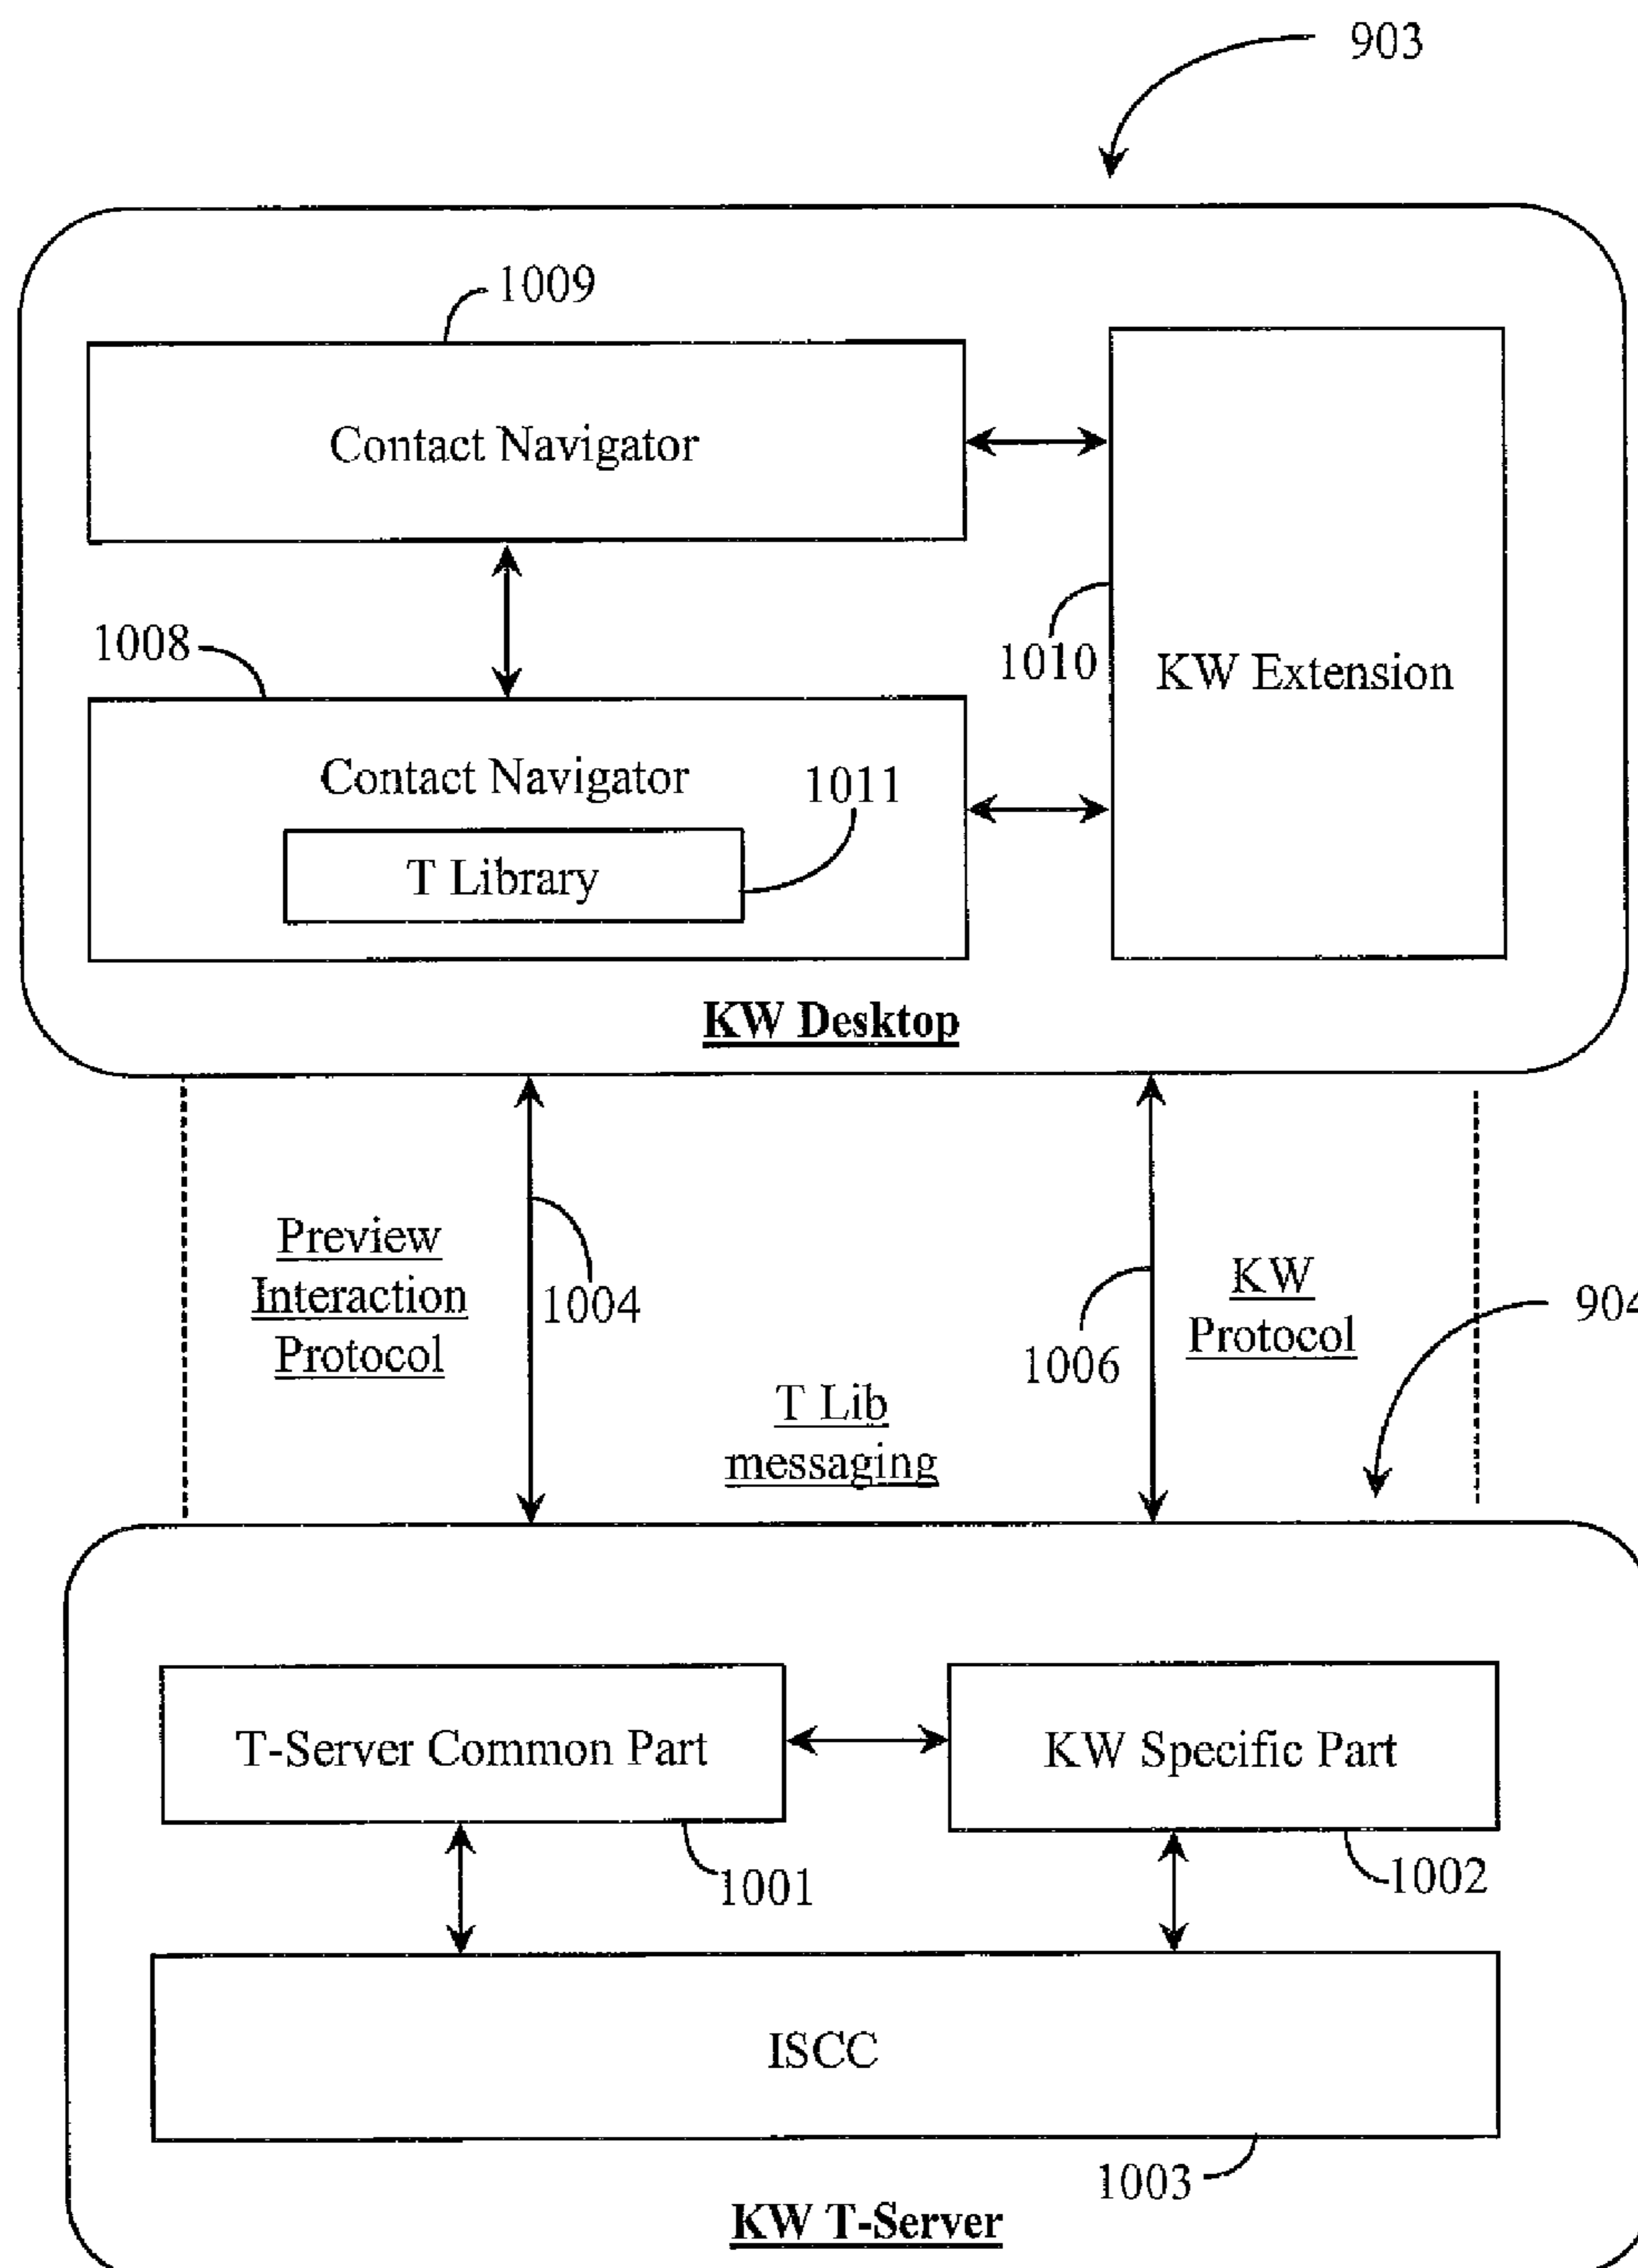 903
1009
Contact Navigator
1008
1010
KW Extension
Contact Navigator
1011
T Library
KW Desktop
Preview
Interaction
Protocol
1004
KW
Protocol
904
1006
T Lib
messaging
T-Server Common Part
KW Specific Part
1001
1002
ISCC
1003
KW T-Server